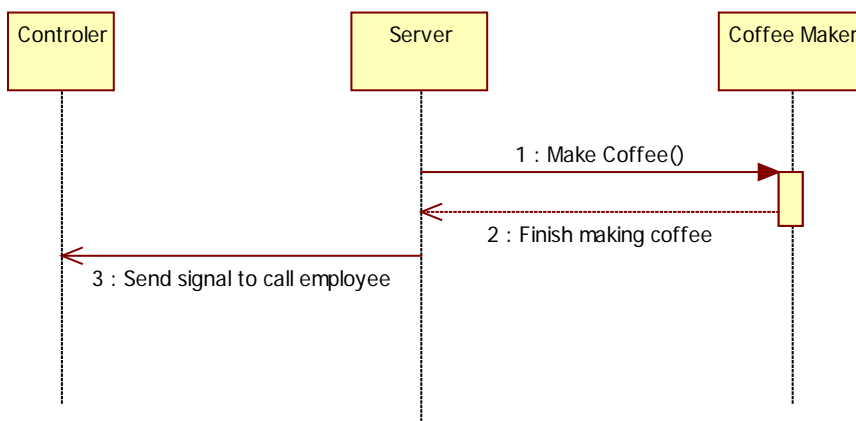 Controler
Server
Coffee Maker
1 : Make Coffee()
2 : Finish making coffee
3 : Send signal to call employee